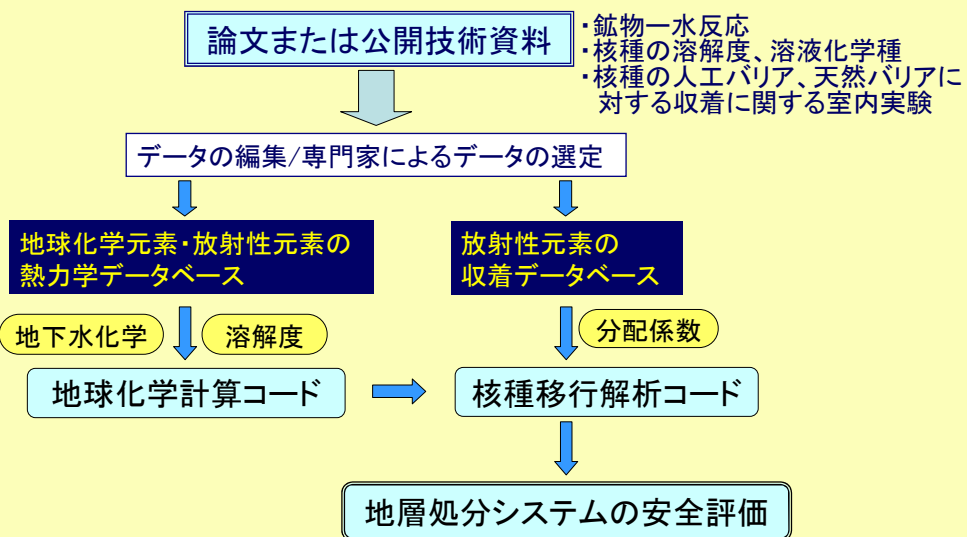 論文または公開技術資料
・鉱物ー水反応
・核種の溶解度、溶液化学種
・核種の人工バリア、天然バリアに
対する収着に関する室内実験
データの編集/専門家によるデータの選定
地球化学元素・放射性元素の
熱力学データベース
放射性元素の
収着データベース
地下水化学
溶解度
分配係数
地球化学計算コード
核種移行解析コード
地層処分システムの安全評価